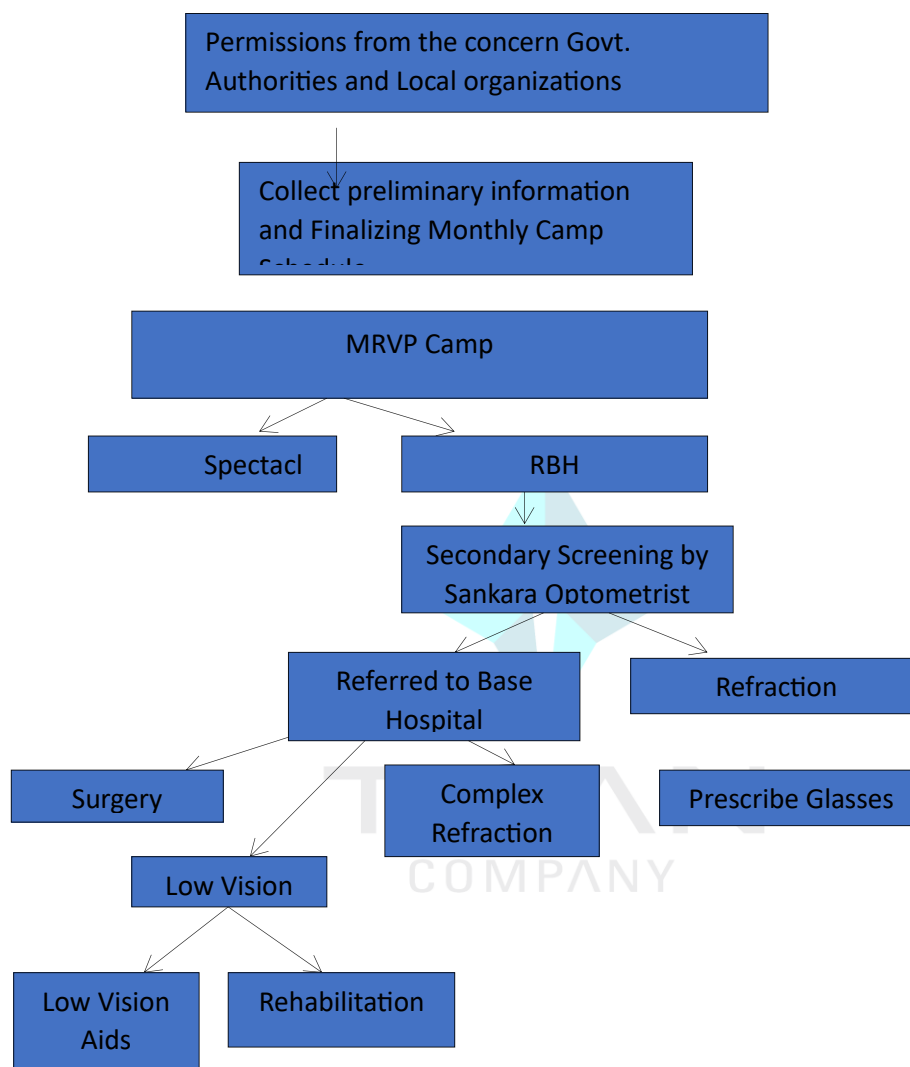 Permissions from the concern Govt.
Authorities and Local organizations
Collect preliminary information
and Finalizing Monthly Camp
MRVP Camp
Spectacl
RBH
Secondary Screening by
Sankara Optometrist
Referred to Base
Hospital
Refraction
Surgery
Complex
Refraction
Prescribe Glasses
Low Vision
COMPANY
Low Vision
Aids
Rehabilitation